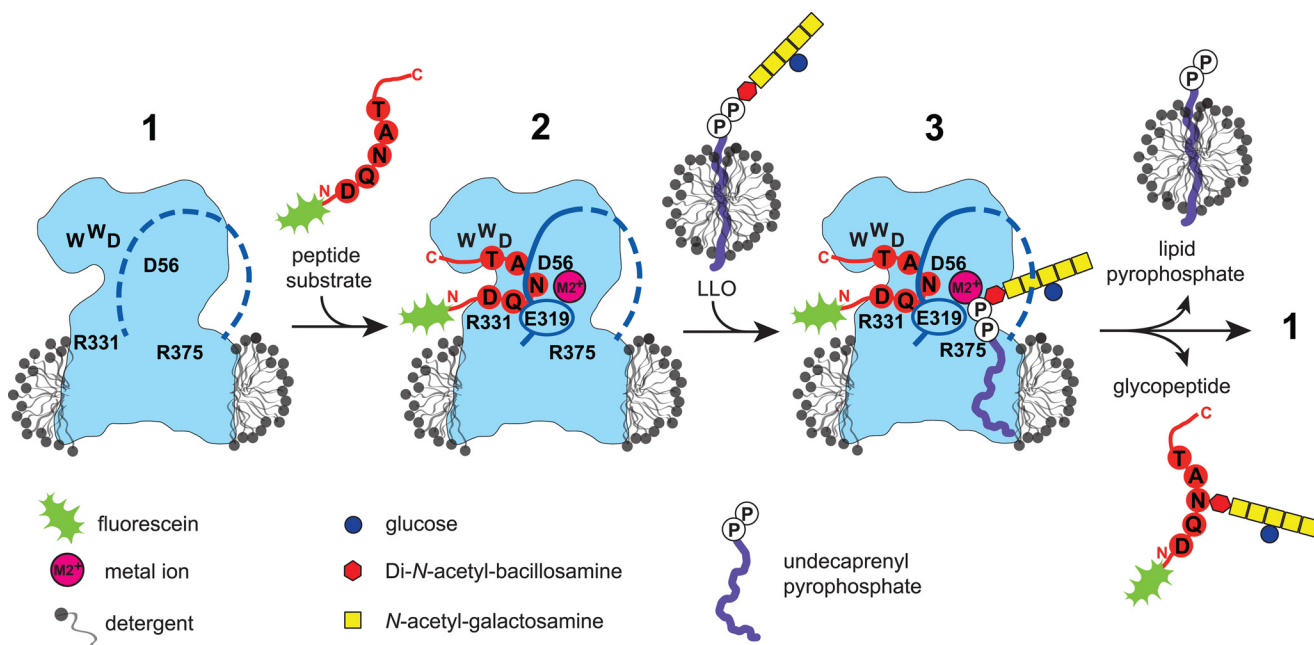 1
W W D
D56
R331
R375
C
T
A
N
Q
D
N
peptide
substrate
2
W W D
C T A D56
N M2+
N D Q
R331 E319
R375
P
P
LLO
3
W W D
C T A D56
N M2+
N D Q P
R331 E319 P
R375
P
P
lipid
pyrophosphate
1
glycopeptide
C
T
A
N
Q
D
N
fluorescein
M2+ metal ion
detergent
glucose
Di-N-acetyl-bacillosamine
N-acetyl-galactosamine
P
P
undecaprenyl
pyrophosphate